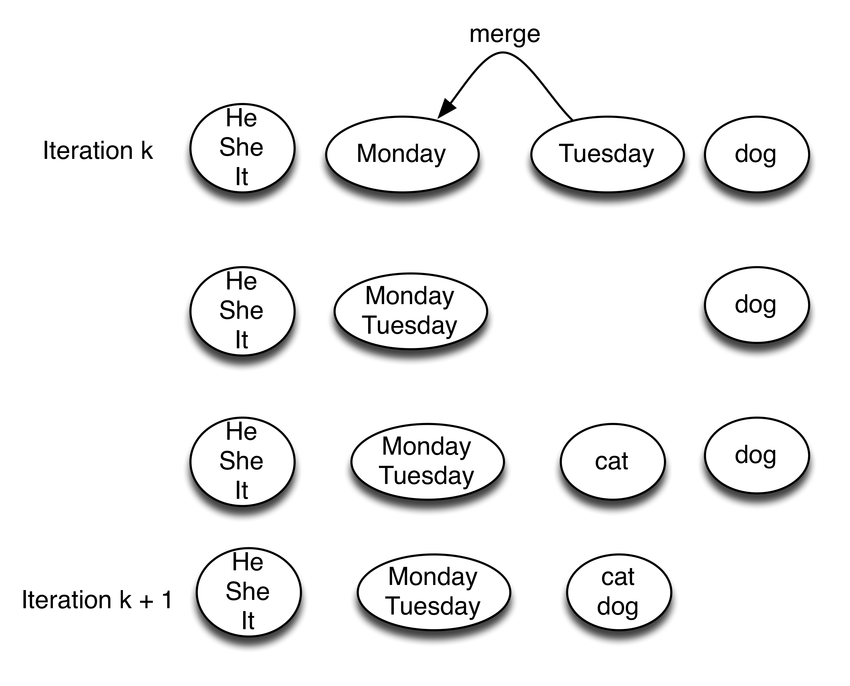 merge
Iteration k
He
She
It
Monday
Tuesday
dog
He
She
It
Monday
Tuesday
dog
He
She
It
Monday
Tuesday
cat
dog
Iteration k + 1
He
She
It
Monday
Tuesday
cat
dog